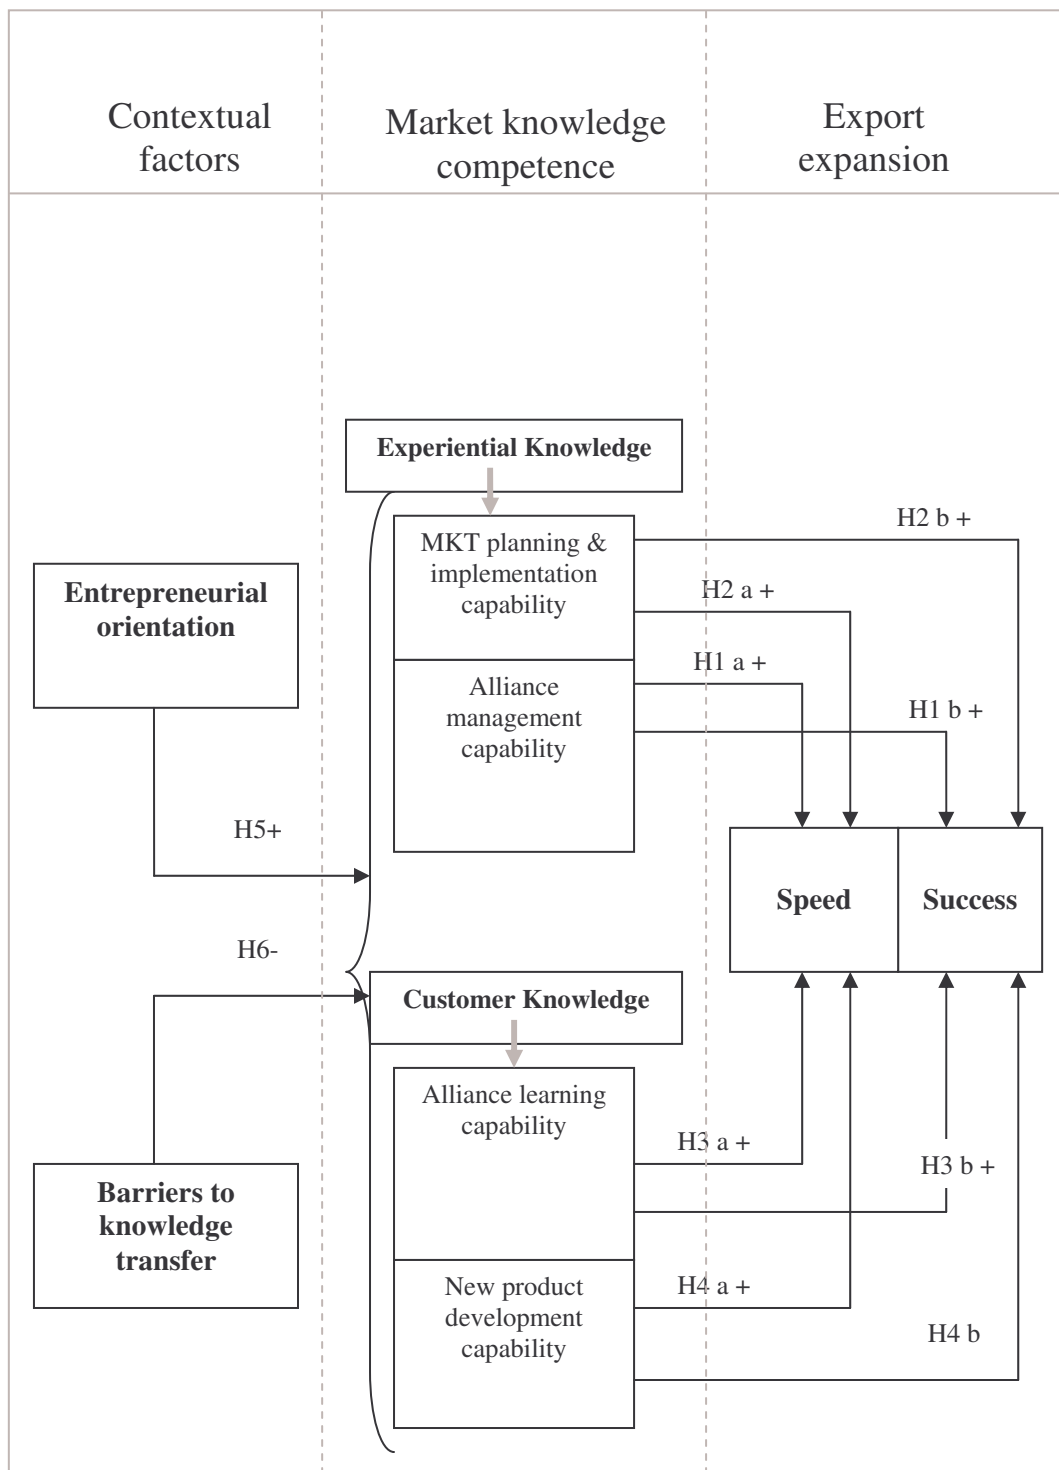 Contextual
factors
Market knowledge
competence
Export
expansion
Experiential Knowledge
MKT planning &
implementation
capability
Alliance
management
capability
Entrepreneurial
orientation
H2 b +
H2 a +
H1 a +
H1 b +
H5+
Speed
Success
H6-
Customer Knowledge
Alliance learning
capability
New product
development
capability
Barriers to
knowledge
transfer
H3 a +
H3 b +
H4 a +
H4 b